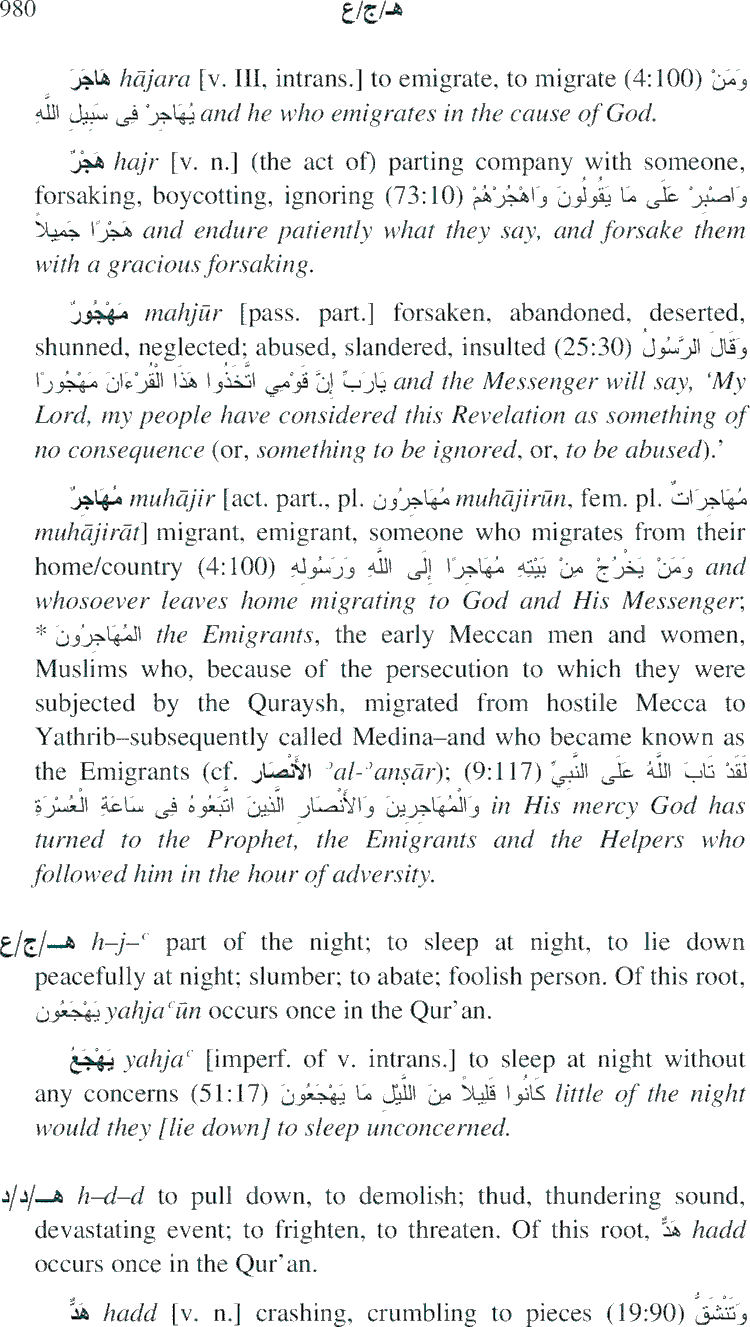 980 هـ/ج/ع
هَاجَرَ hājara [v. III, intrans.] to emigrate, to migrate (4:100) وَمَنْ
يُهَاجِرْ فِى سَبِيلِ اللَّهِ and he who emigrates in the cause of God.
هَجْرٌ hajr [v. n.] (the act of) parting company with someone,
forsaking, boycotting, ignoring (73:10) وَاصْبِرْ عَلَى مَا يَقُولُونَ وَاهْجُرْهُمْ
هَجْرًا جَمِيلاً and endure patiently what they say, and forsake them
with a gracious forsaking.
مَهْجُورٌ mahjūr [pass. part.] forsaken, abandoned, deserted,
shunned, neglected; abused, slandered, insulted (25:30) وَقَالَ الرَّسُولُ
يَارَبِّ إِنَّ قَوْمِي اتَّخَذُوا هَذَا الْقُرْءَانَ مَهْجُورًا and the Messenger will say, ‘My
Lord, my people have considered this Revelation as something of
no consequence (or, something to be ignored, or, to be abused).’
مُهَاجِرٌ muhājir [act. part., pl. مُهَاجِرُون muhājirūn, fem. pl. مُهَاجِرَاتٌ
muhājirāt] migrant, emigrant, someone who migrates from their
home/country (4:100) وَمَنْ يَخْرُجْ مِنْ بَيْتِهِ مُهَاجِرًا إِلَى اللَّهِ وَرَسُولِهِ and
whosoever leaves home migrating to God and His Messenger;
* المُهَاجِرُونَ the Emigrants, the early Meccan men and women,
Muslims who, because of the persecution to which they were
subjected by the Quraysh, migrated from hostile Mecca to
Yathrib–subsequently called Medina–and who became known as
the Emigrants (cf. الأَنْصَار ʾal-ʾanṣār); (9:117) لَقَدْ تَابَ اللَّهُ عَلَى النَّبِيِّ
وَالْمُهَاجِرِينَ وَالأَنْصَارِ الَّذِينَ اتَّبَعُوهُ فِى سَاعَةِ الْعُسْرَةِ in His mercy God has
turned to the Prophet, the Emigrants and the Helpers who
followed him in the hour of adversity.
هـ/ج/ع h–j–ʿ part of the night; to sleep at night, to lie down
peacefully at night; slumber; to abate; foolish person. Of this root,
يَهْجَعُون yahjaʿūn occurs once in the Qur’an.
يَهْجَعُ yahjaʿ [imperf. of v. intrans.] to sleep at night without
any concerns (51:17) كَانُوا قَلِيلاً مِنَ اللَّيْلِ مَا يَهْجَعُونَ little of the night
would they [lie down] to sleep unconcerned.
هـ/د/د h–d–d to pull down, to demolish; thud, thundering sound,
devastating event; to frighten, to threaten. Of this root, هَدٌّ hadd
occurs once in the Qur’an.
هَدٌّ hadd [v. n.] crashing, crumbling to pieces (19:90) وَتَنْشَقُّ